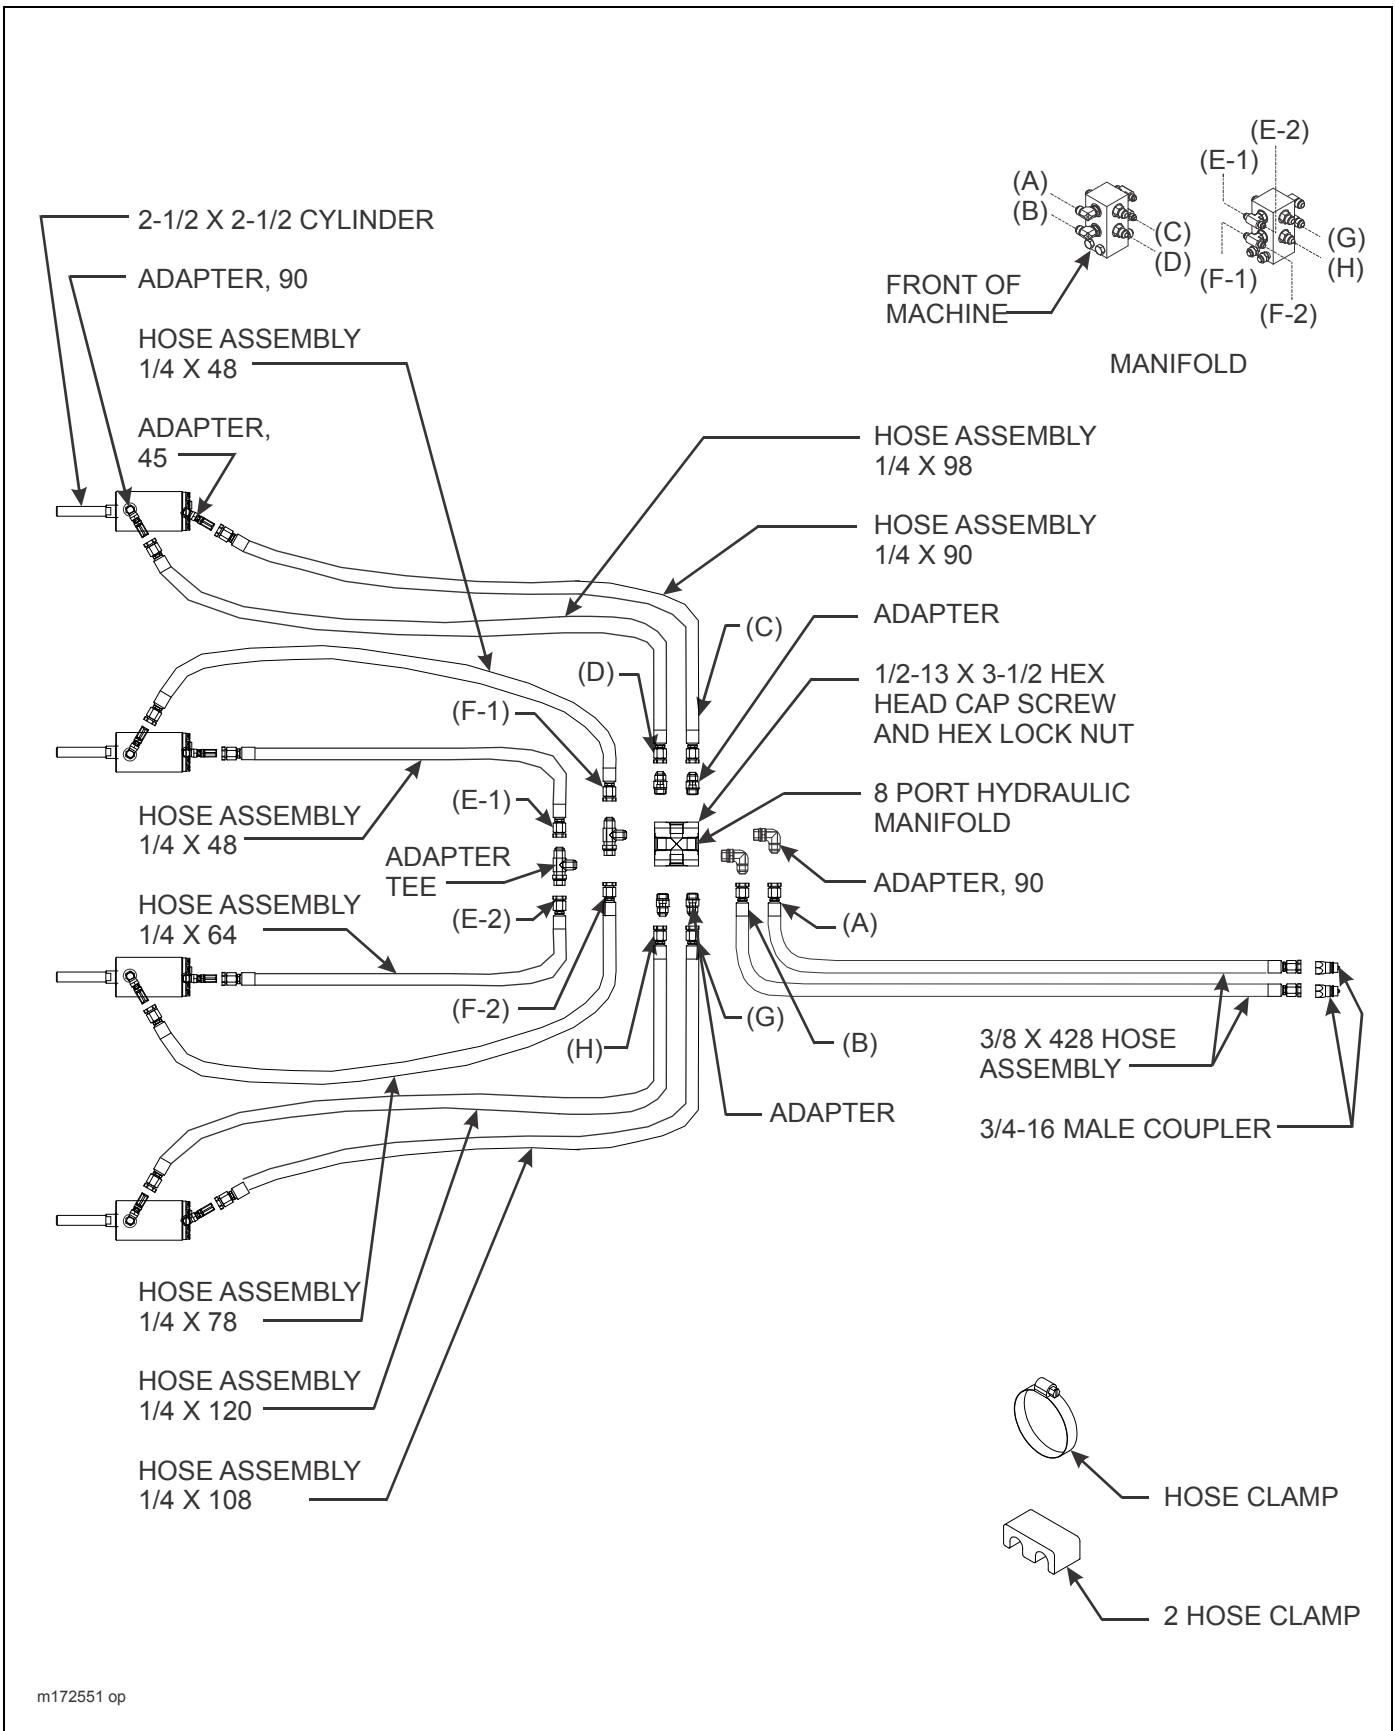 (E-2)
(E-1)
(A)
(B)
(C)
(D)
(G)
(H)
(F-1)
(F-2)
FRONT OF
MACHINE
MANIFOLD
2-1/2 X 2-1/2 CYLINDER
ADAPTER, 90
HOSE ASSEMBLY
1/4 X 48
ADAPTER,
45
HOSE ASSEMBLY
1/4 X 98
HOSE ASSEMBLY
1/4 X 90
ADAPTER
(C)
(D)
1/2-13 X 3-1/2 HEX
HEAD CAP SCREW
AND HEX LOCK NUT
(F-1)
(E-1)
8 PORT HYDRAULIC
MANIFOLD
HOSE ASSEMBLY
1/4 X 48
ADAPTER
TEE
ADAPTER, 90
HOSE ASSEMBLY
1/4 X 64
(E-2)
(A)
(F-2)
(G)
(H)
(B)
3/8 X 428 HOSE
ASSEMBLY
ADAPTER
3/4-16 MALE COUPLER
HOSE ASSEMBLY
1/4 X 78
HOSE ASSEMBLY
1/4 X 120
HOSE ASSEMBLY
1/4 X 108
HOSE CLAMP
2 HOSE CLAMP
m172551 op